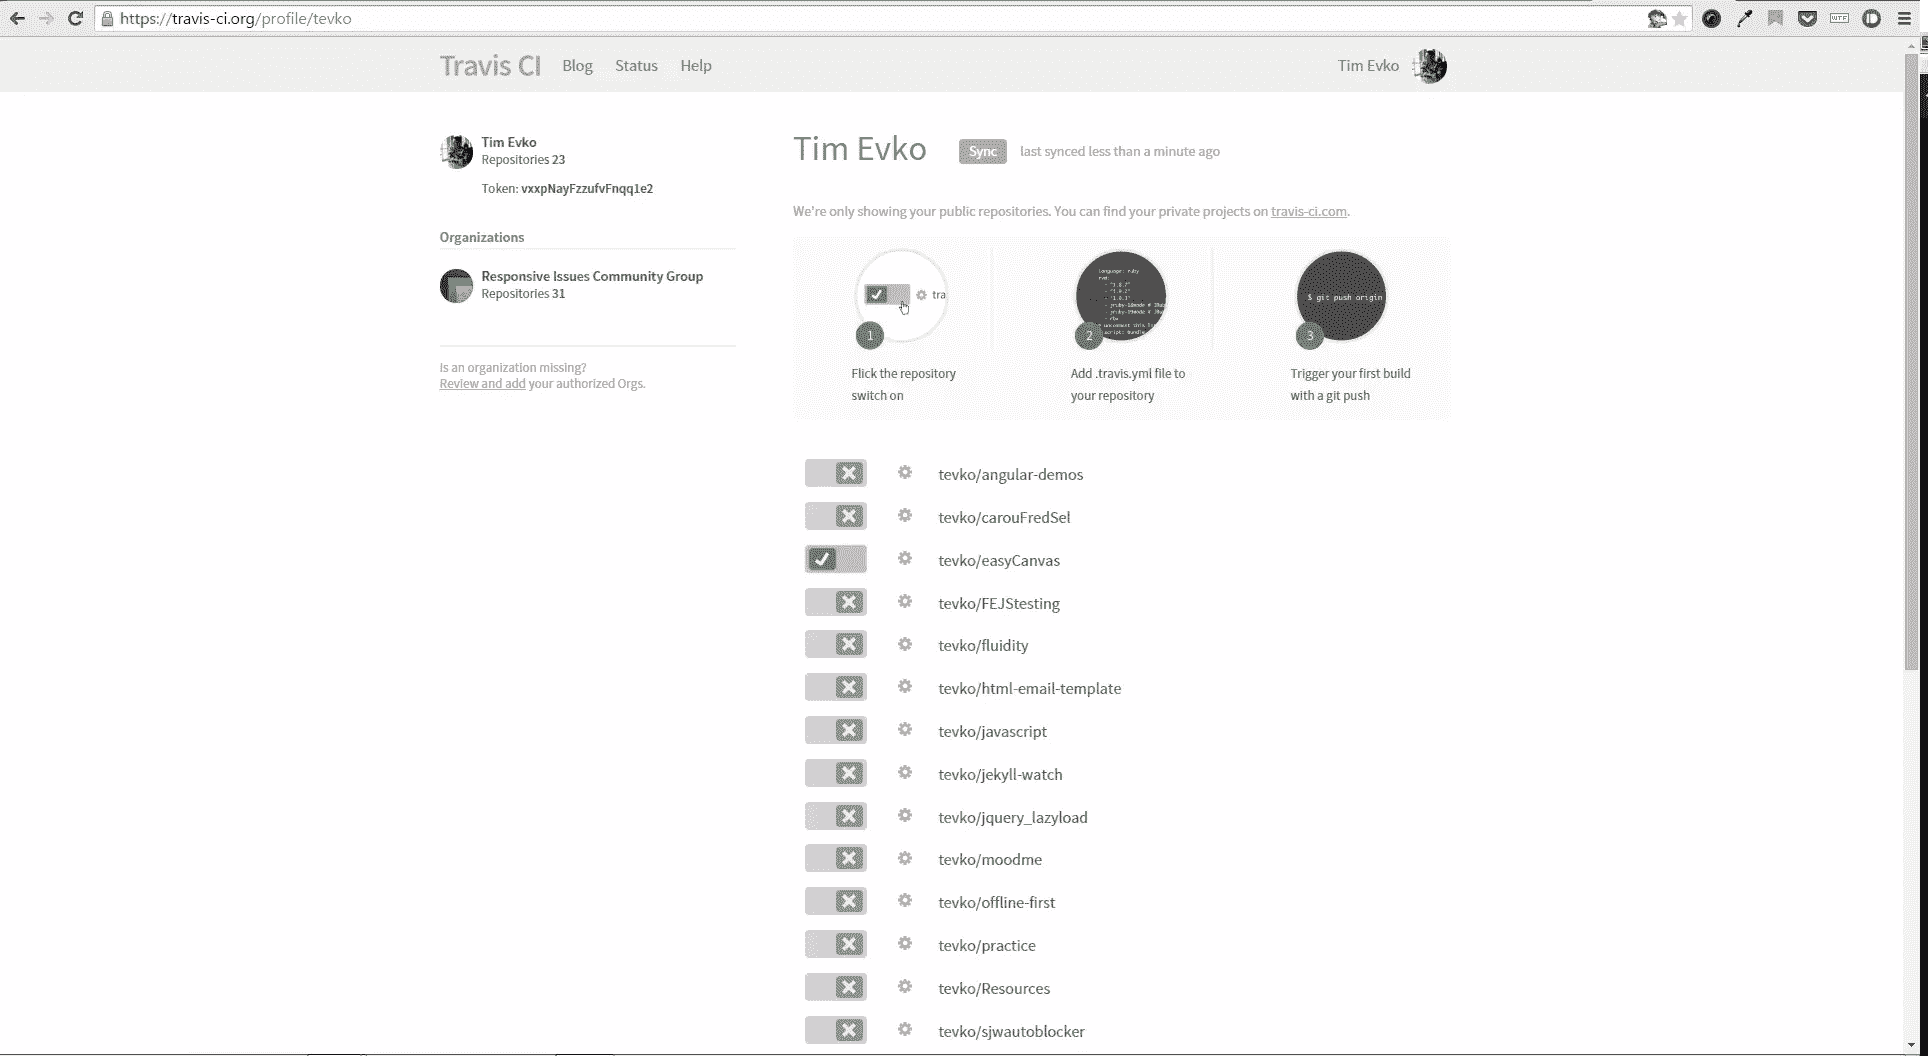 https://travis-ci.org/profile/tevko
Travis CI Blog Status Help Tim Evko
Tim Evko
Repositories 23
Token: vxxpNayFzzufvFnqq1e2
Organizations
Responsive Issues Community Group
Repositories 31
Is an organization missing?
Review and add your authorized Orgs.
Tim Evko Sync last synced less than a minute ago
We're only showing your public repositories. You can find your private projects on travis-ci.com.
tra
1
Flick the repository
switch on
language: ruby
2
Add .travis.yml file to
your repository
$ git push origin
3
Trigger your first build
with a git push
tevko/angular-demos
tevko/carouFredSel
tevko/easyCanvas
tevko/FEJStesting
tevko/fluidity
tevko/html-email-template
tevko/javascript
tevko/jekyll-watch
tevko/jquery_lazyload
tevko/moodme
tevko/offline-first
tevko/practice
tevko/Resources
tevko/sjwautoblocker